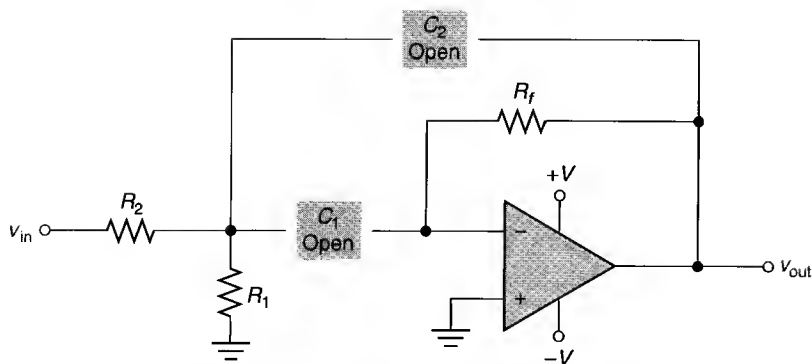 C2
Open
Rf
+V
R2
vin
C1
Open
−
R1
+
vout
−V